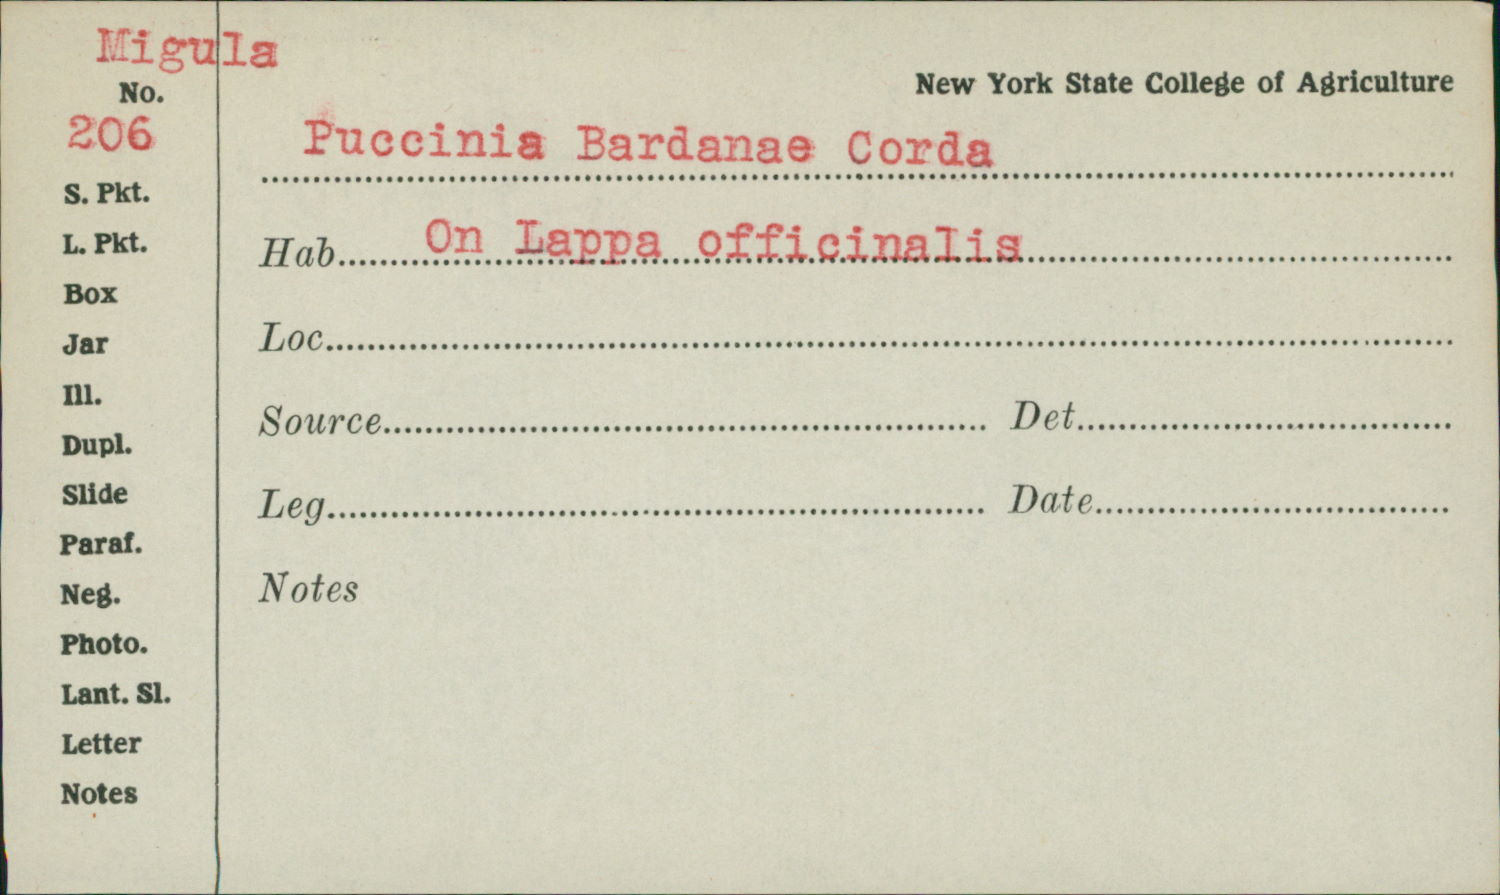 Migula
No.
206
New York State College of Agriculture
Puccinia Bardanae Corda
S. Pkt.
L. Pkt.
Box
Jar
Ill.
Dupl.
Slide
Paraf.
Neg.
Photo.
Lant. Sl.
Letter
Notes
Hab. On Lappa officinalis
Loc.
Source Det.
Leg. Date
Notes